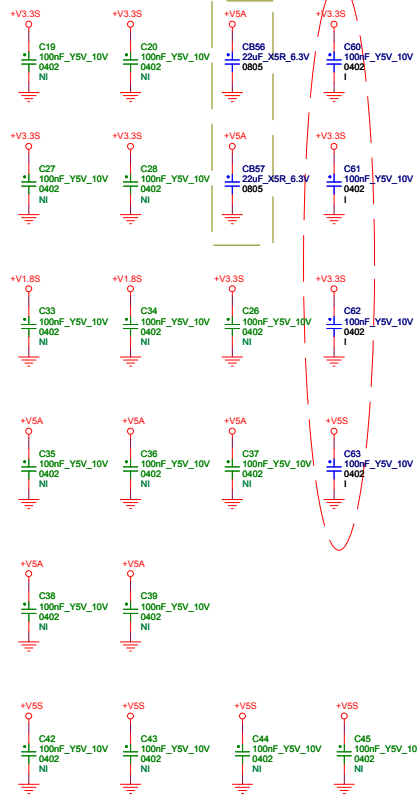 +V3.3S
C19
100nF_Y5V_10V
0402
NI
+V3.3S
C20
100nF_Y5V_10V
0402
NI
+V5A
CB56
22uF_X5R_6.3V
0805
+V3.3S
C60
100nF_Y5V_10V
0402
I
+V3.3S
C27
100nF_Y5V_10V
0402
NI
+V3.3S
C28
100nF_Y5V_10V
0402
NI
+V5A
CB57
22uF_X5R_6.3V
0805
+V3.3S
C61
100nF_Y5V_10V
0402
I
+V1.8S
C33
100nF_Y5V_10V
0402
NI
+V1.8S
C34
100nF_Y5V_10V
0402
NI
+V3.3S
C26
100nF_Y5V_10V
0402
NI
+V3.3S
C62
100nF_Y5V_10V
0402
I
+V5A
C35
100nF_Y5V_10V
0402
NI
+V5A
C36
100nF_Y5V_10V
0402
NI
+V5A
C37
100nF_Y5V_10V
0402
NI
+V5S
C63
100nF_Y5V_10V
0402
I
+V5A
C38
100nF_Y5V_10V
0402
NI
+V5A
C39
100nF_Y5V_10V
0402
NI
+V5S
C42
100nF_Y5V_10V
0402
NI
+V5S
C43
100nF_Y5V_10V
0402
NI
+V5S
C44
100nF_Y5V_10V
0402
NI
+V5S
C45
100nF_Y5V_10
0402
NI